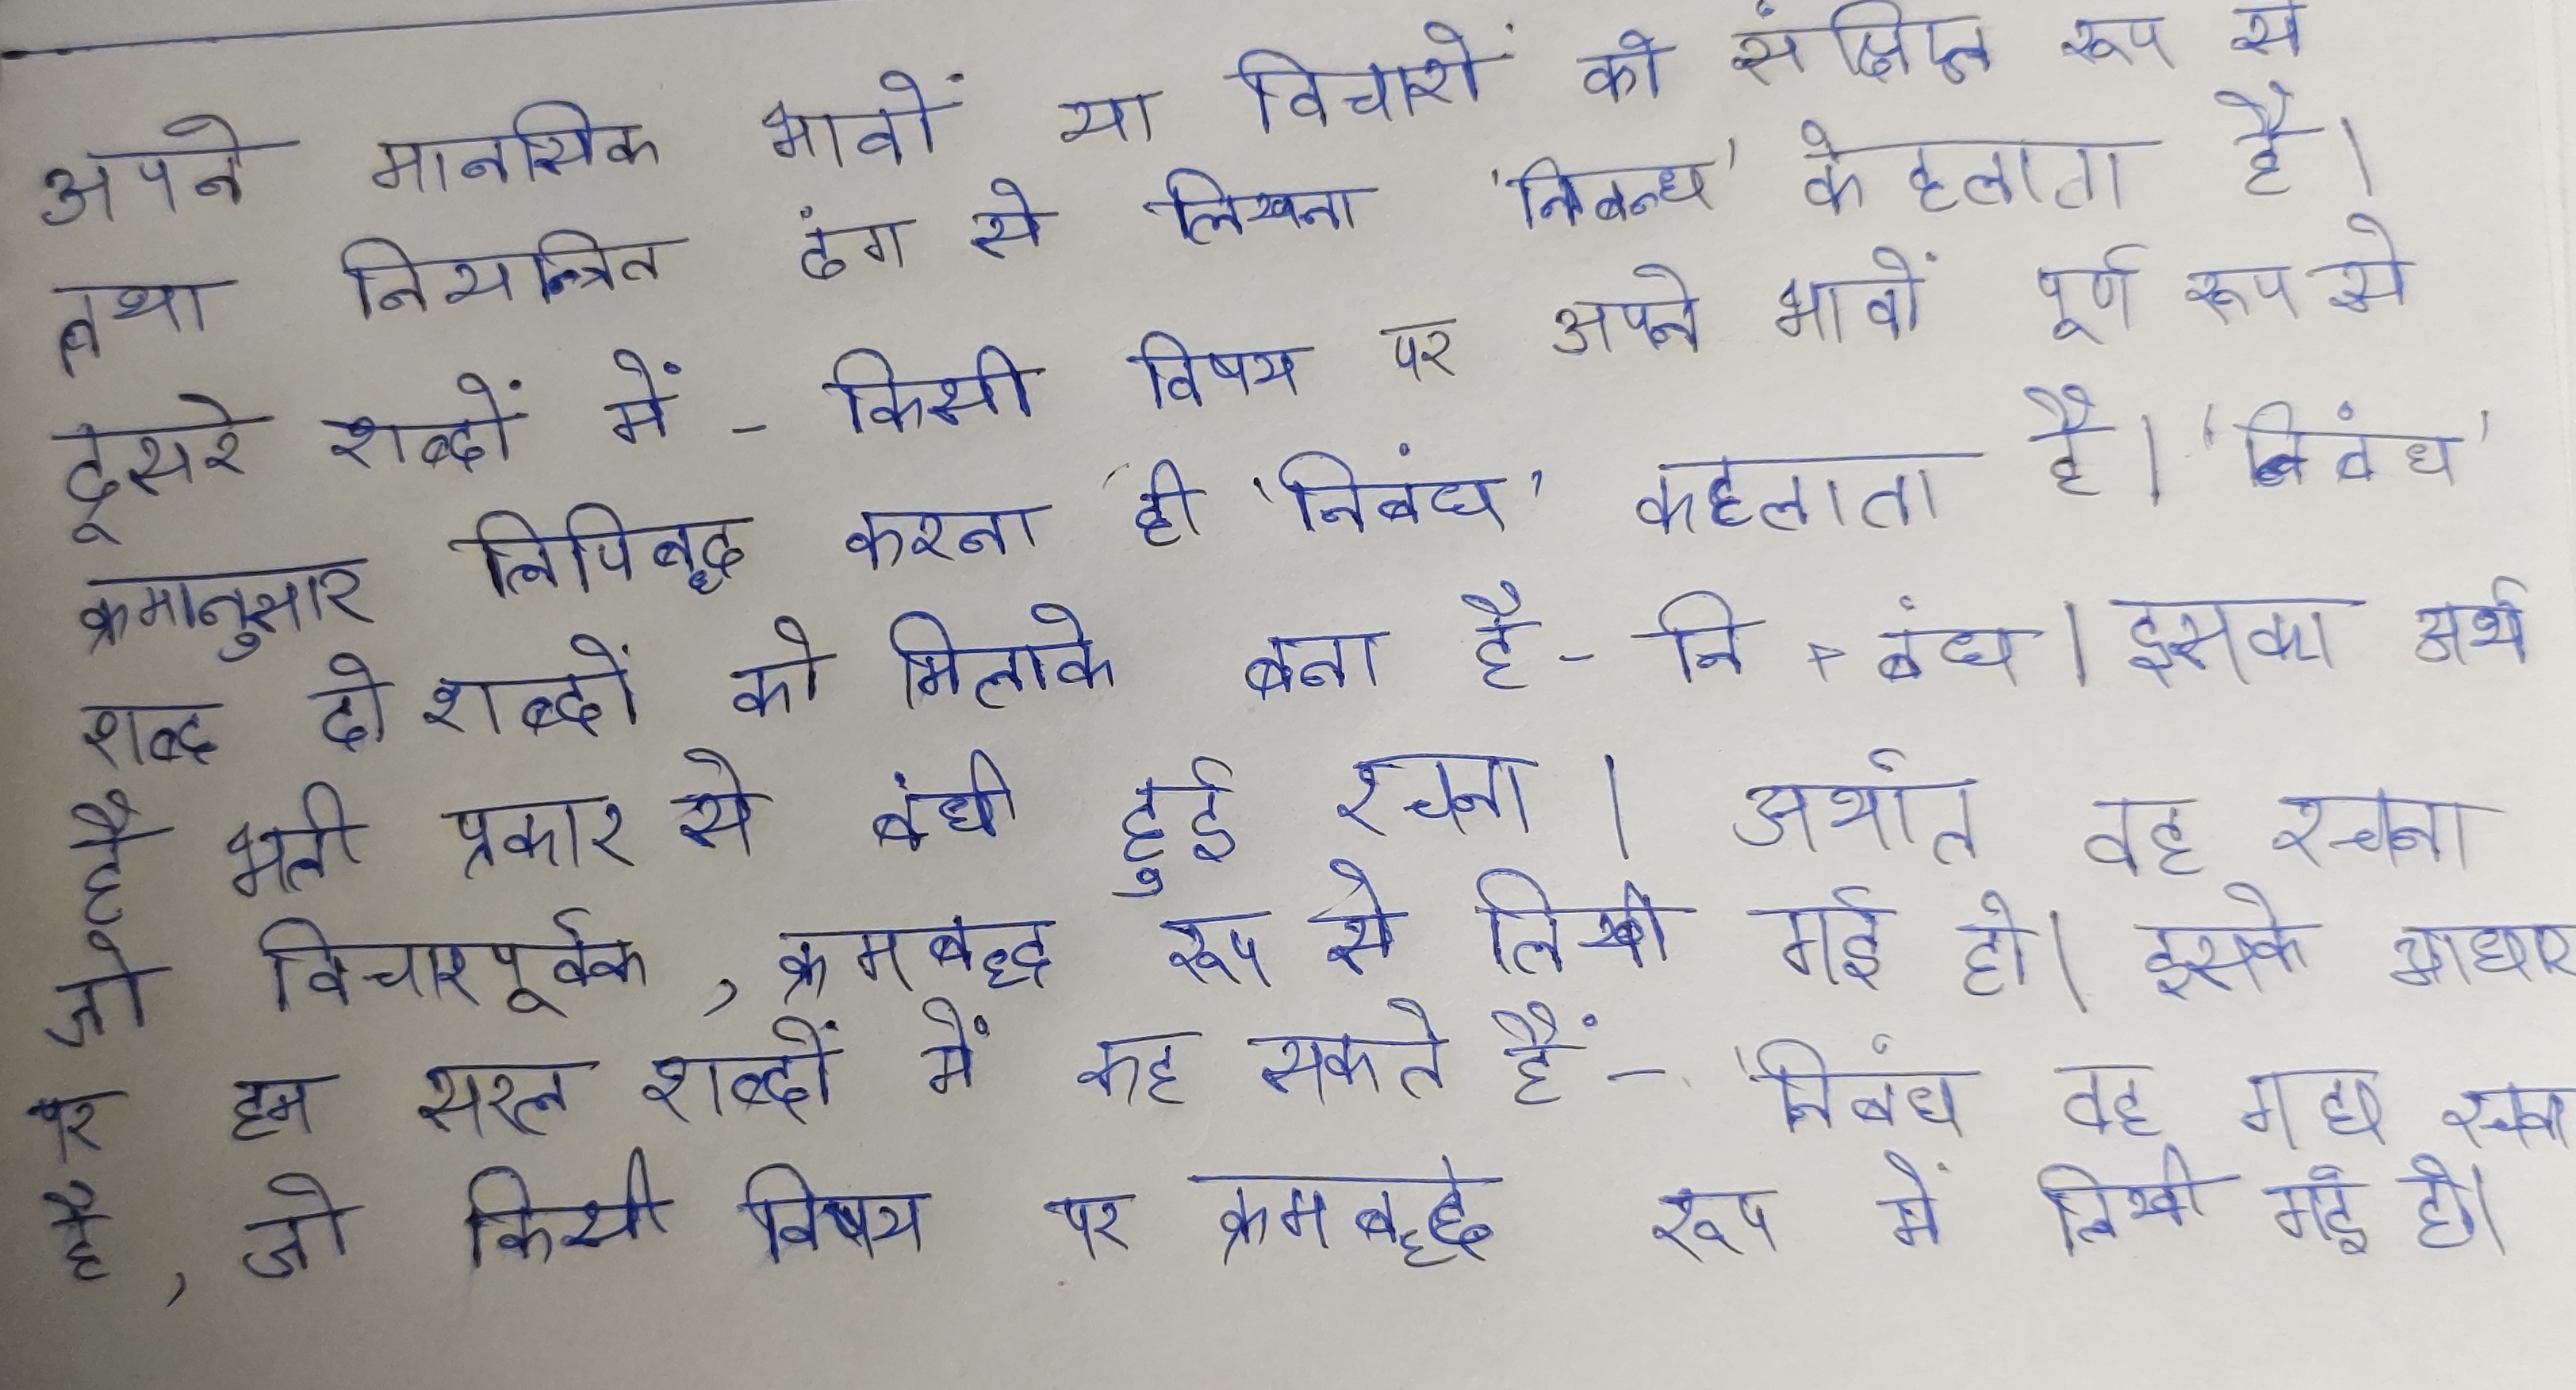 अपने मानसिक भावों या विचारों को संक्षिप्त रूप से
तथा नियन्त्रित ढंग से लिखना 'निबन्ध' केहलाता है।
दूसरे शब्दों में - किसी विषय पर अपने भावों पूर्ण रूप से
क्रमानुसार लिपिबद्ध करना ही 'निबंध' कहलाता है। 'निबंध'
शब्द दो शब्दों को मिलाके बना है - नि + बंध। इसका अर्थ
है भली प्रकार से बंधी हुई रचना । अर्थात वह रचना
जो विचारपूर्वक , क्रमबद्ध रूप से लिखी गई हो। इसके आधार
पर हम सरल शब्दों में कह सकते हैं - 'निबंध वह गद्य रचना
है , जो किसी विषय पर क्रमबद्ध रूप में लिखी गई हो।